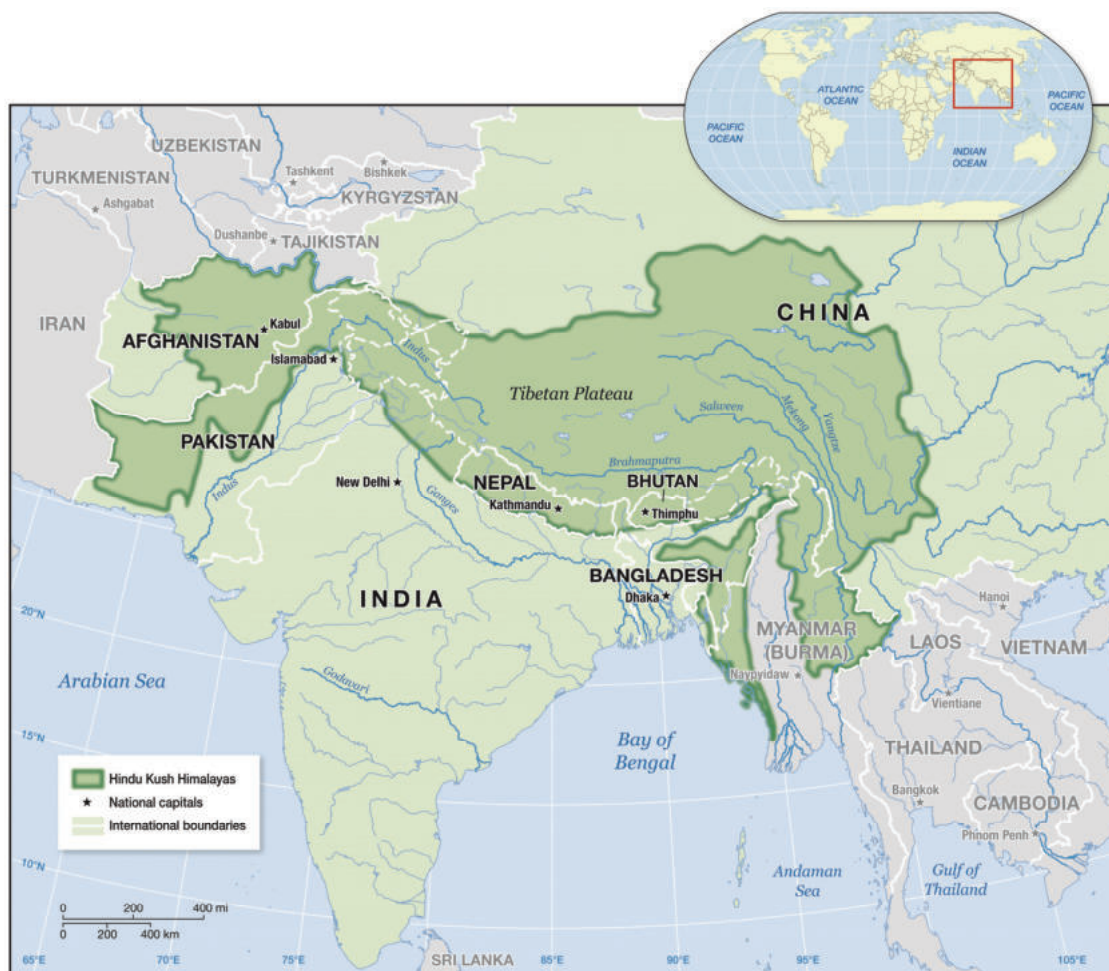 ATLANTIC
OCEAN
PACIFIC
OCEAN
PACIFIC
OCEAN
INDIAN
OCEAN
UZBEKISTAN
Tashkent
Bishkek
TURKMENISTAN
KYRGYZSTAN
Ashgabat
Dushanbe
TAJIKISTAN
IRAN
CHINA
Kabul
AFGHANISTAN
Islamabad
Indus
Tibetan Plateau
Salween
Mekong
Yangtze
PAKISTAN
Brahmaputra
Indus
New Delhi
Ganges
NEPAL
BHUTAN
Kathmandu
Thimphu
BANGLADESH
Dhaka
INDIA
20°N
Hanoi
MYANMAR
(BURMA)
LAOS
VIETNAM
Naypyidaw
Arabian Sea
Godavari
Vientiane
15°N
Bay of
Bengal
THAILAND
Hindu Kush Himalayas
National capitals
International boundaries
Bangkok
CAMBODIA
Phnom Penh
10°N
Andaman
Sea
Gulf of
Thailand
0 200 400 mi
0 200 400 km
65°E
70°E
75°E
SRI LANKA
85°E
90°E
95°E
105°E